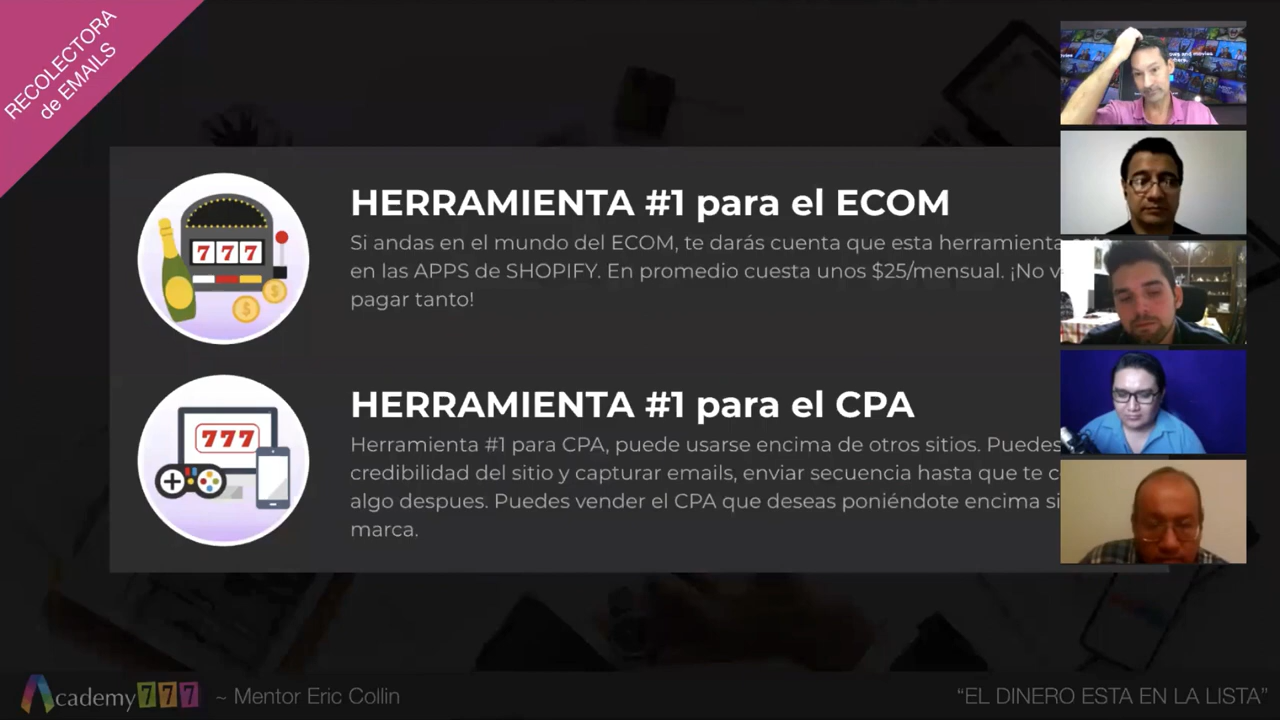 RECOLECTORA
de EMAILS
HERRAMIENTA #1 para el ECOM
Si andas en el mundo del ECOM, te darás cuenta que esta herramienta
en las APPS de SHOPIFY. En promedio cuesta unos $25/mensual. ¡No
pagar tanto!
777
HERRAMIENTA #1 para el CPA
Herramienta #1 para CPA, puede usarse encima de otros sitios. Puedes
credibilidad del sitio y capturar emails, enviar secuencia hasta que te
algo despues. Puedes vender el CPA que deseas poniéndote encima
marca.
777
Academy777 ~ Mentor Eric Collin
“EL DINERO ESTA EN LA LISTA”